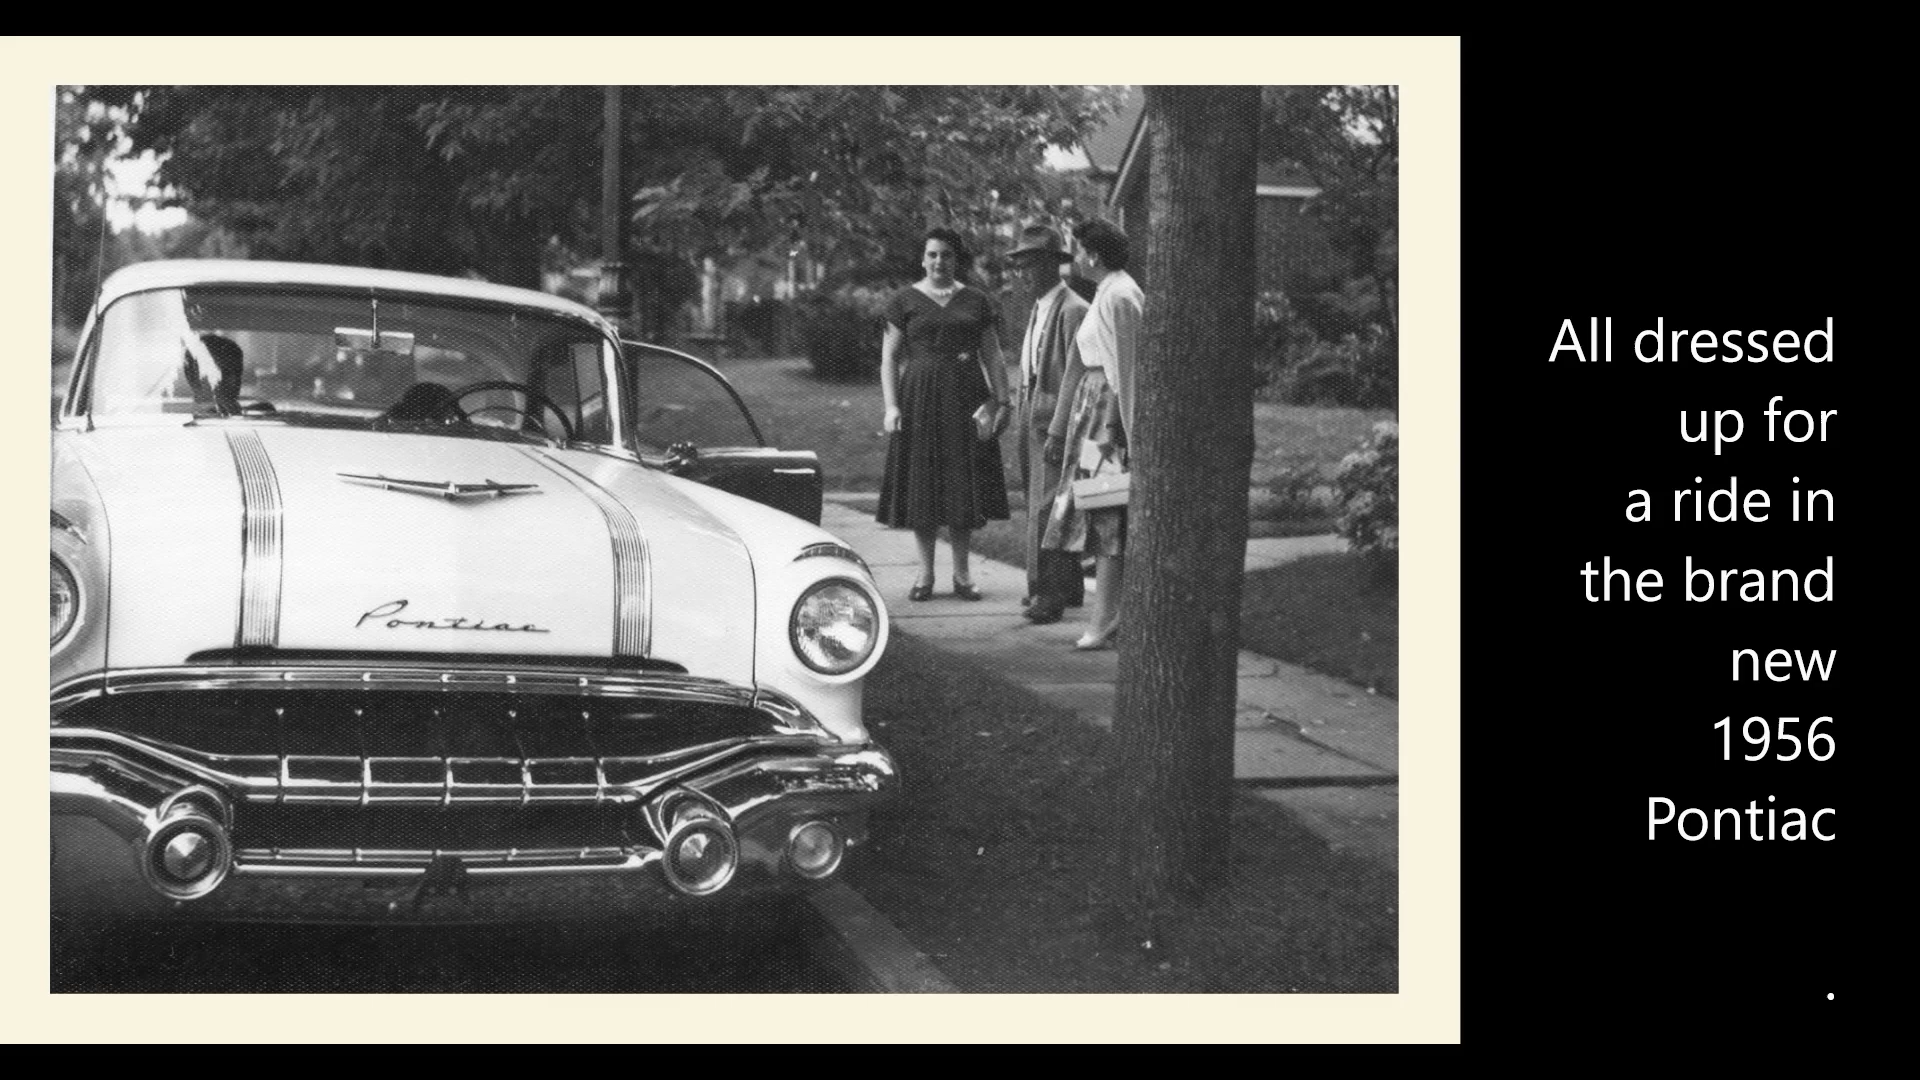 Pontiac
All dressed
up for
a ride in
the brand
new
1956
Pontiac
.